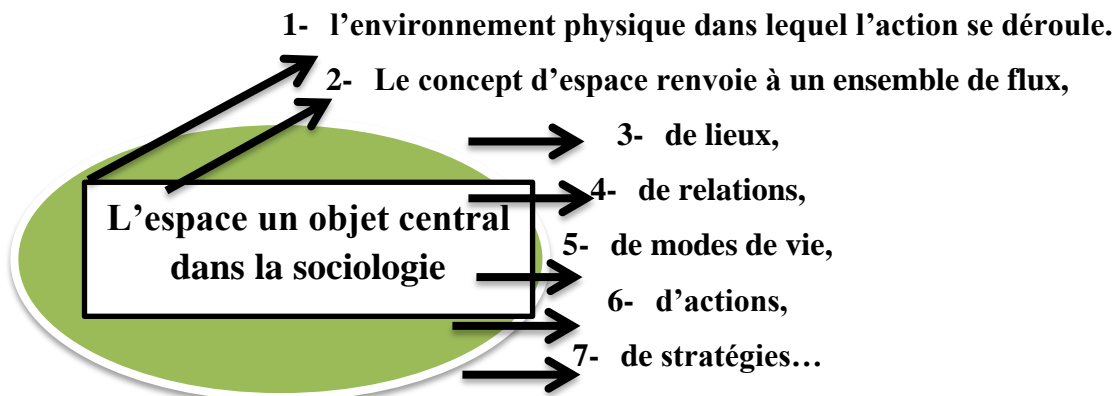 1- l’environnement physique dans lequel l’action se déroule.
2- Le concept d’espace renvoie à un ensemble de flux,
3- de lieux,
4- de relations,
L’espace un objet central
dans la sociologie
5- de modes de vie,
6- d’actions,
7- de stratégies…